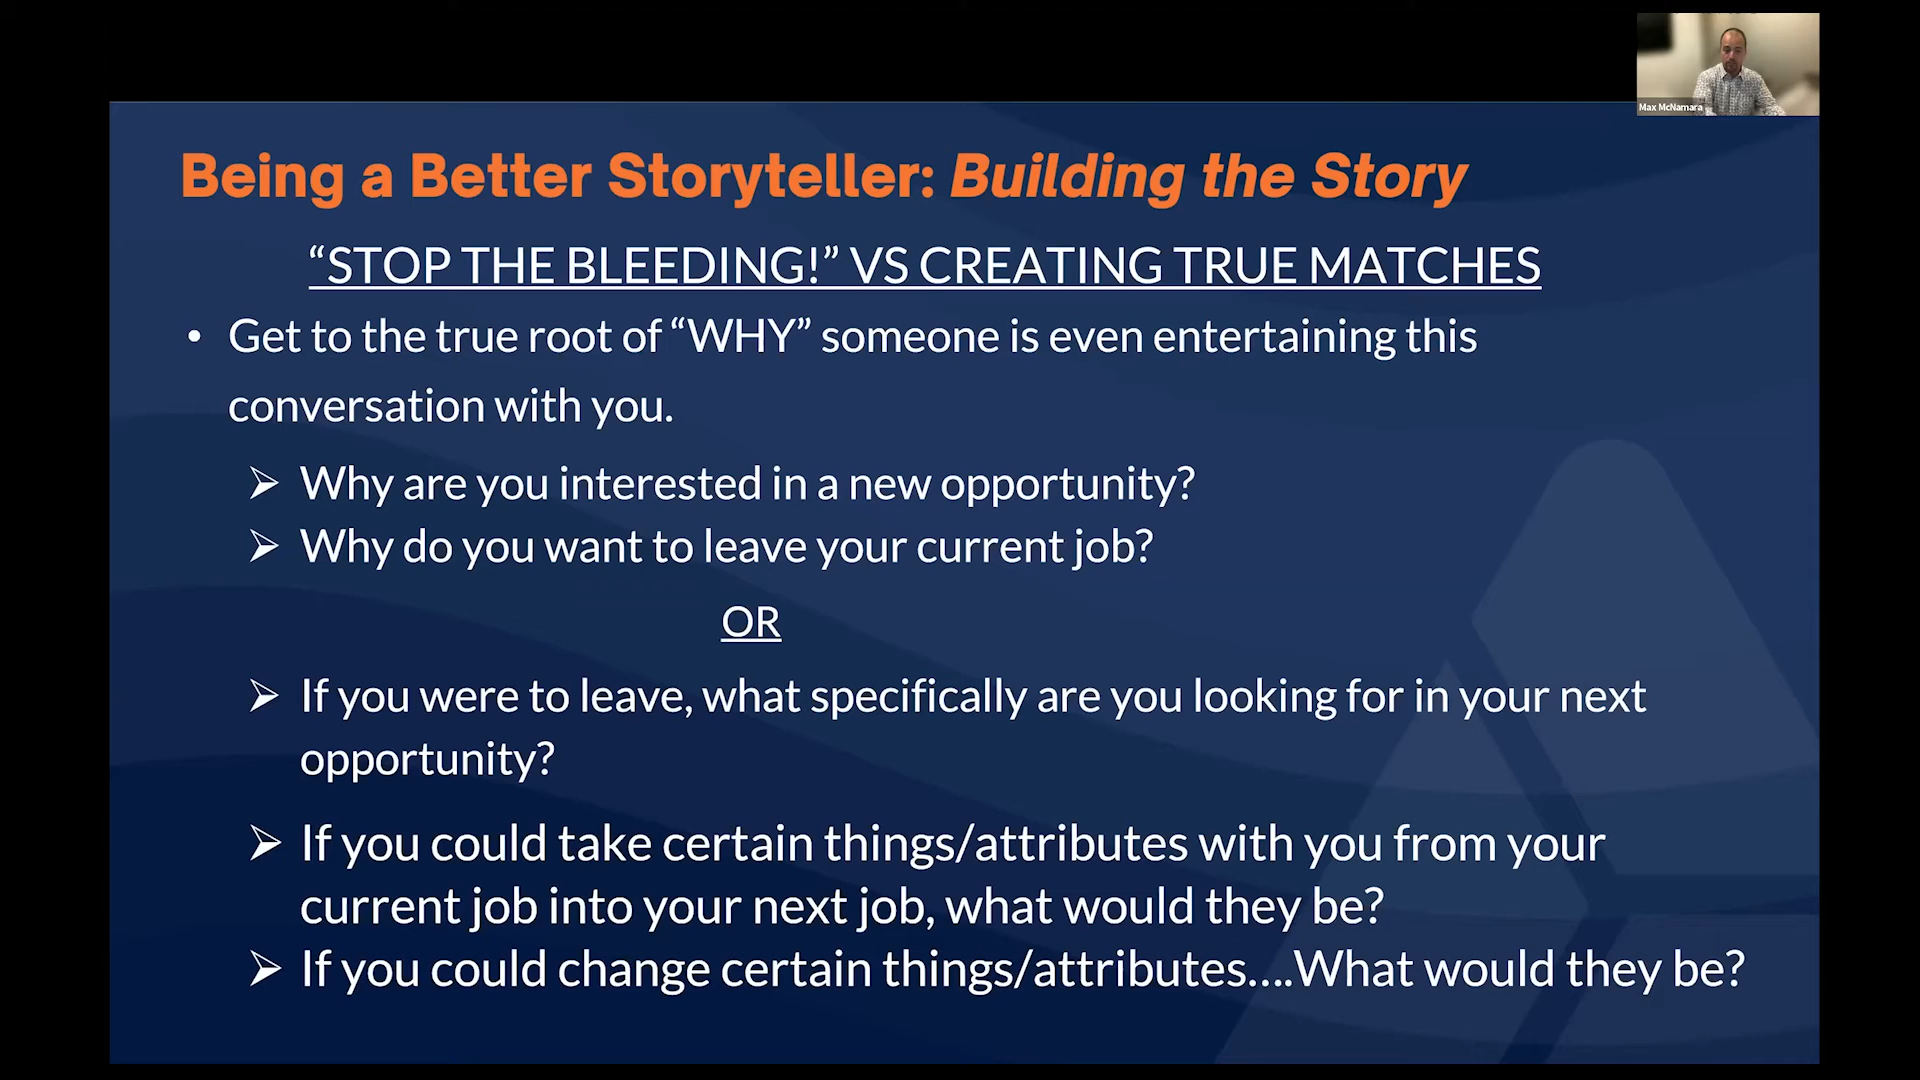 Max McNamara
Being a Better Storyteller: Building the Story
“STOP THE BLEEDING!” VS CREATING TRUE MATCHES
• Get to the true root of “WHY” someone is even entertaining this
conversation with you.
➢ Why are you interested in a new opportunity?
➢ Why do you want to leave your current job?
OR
➢ If you were to leave, what specifically are you looking for in your next
opportunity?
➢ If you could take certain things/attributes with you from your
current job into your next job, what would they be?
➢ If you could change certain things/attributes….What would they be?